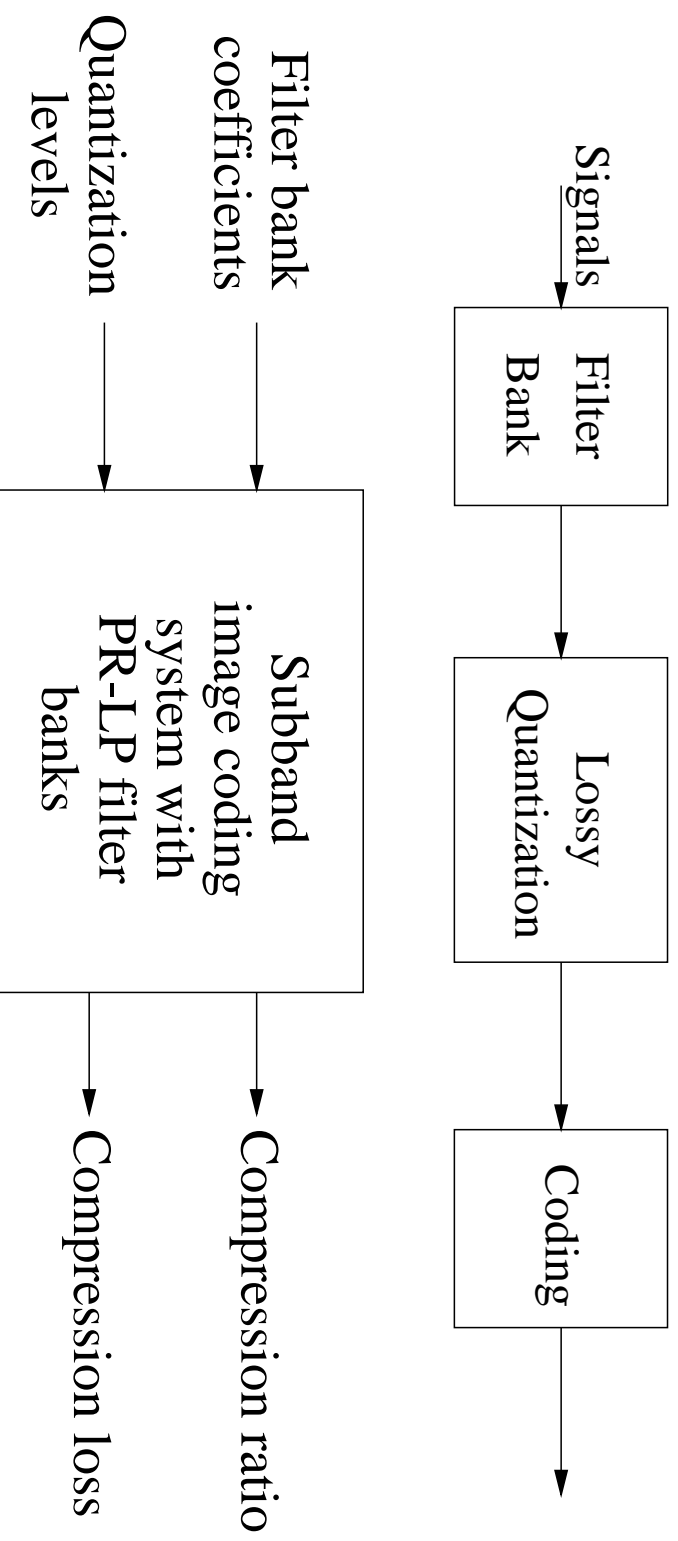 Signals
Filter
Bank
Lossy
Quantization
Coding
Filter bank
coefficients
Quantization
levels
Subband
image coding
system with
PR-LP filter
banks
Compression ratio
Compression loss